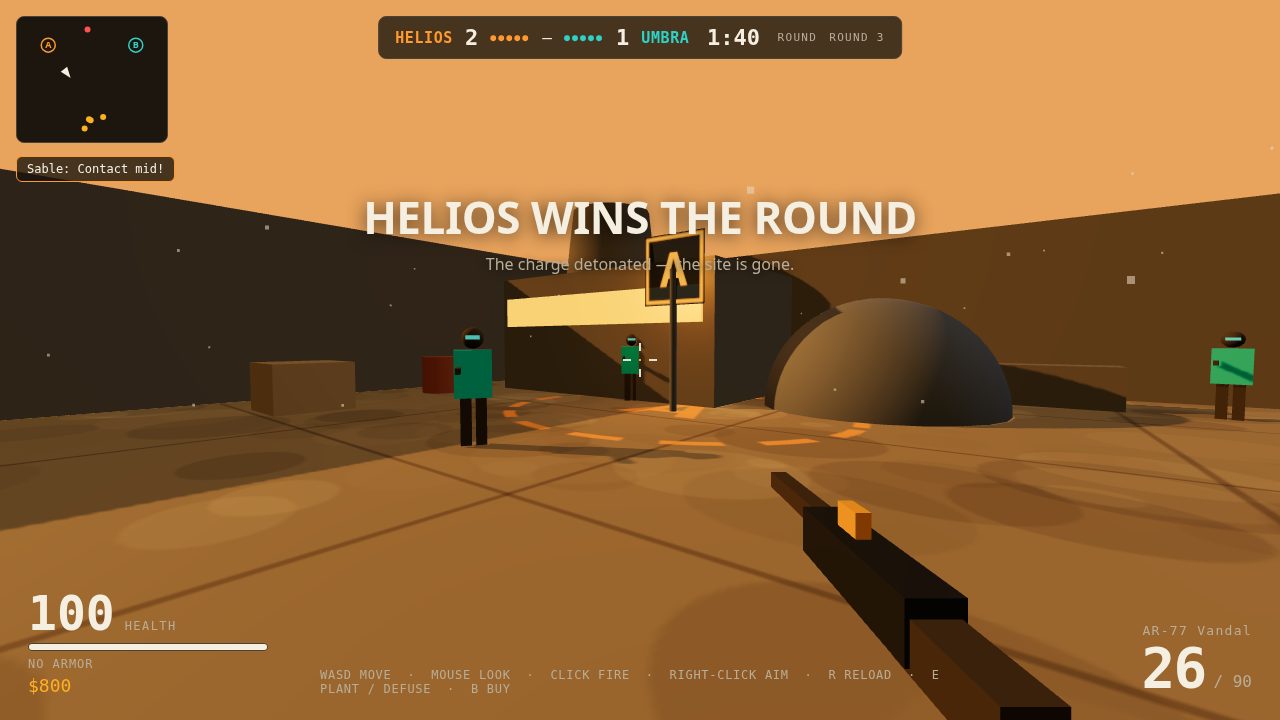 A
B
HELIOS 2 — 1 UMBRA 1:40 ROUND ROUND 3
Sable: Contact mid!
HELIOS WINS THE ROUND
The charge detonated — the site is gone.
A
100 HEALTH
NO ARMOR
$800
WASD MOVE · MOUSE LOOK · CLICK FIRE · RIGHT-CLICK AIM · R RELOAD · E
PLANT / DEFUSE · B BUY
AR-77 Vandal
26 / 90